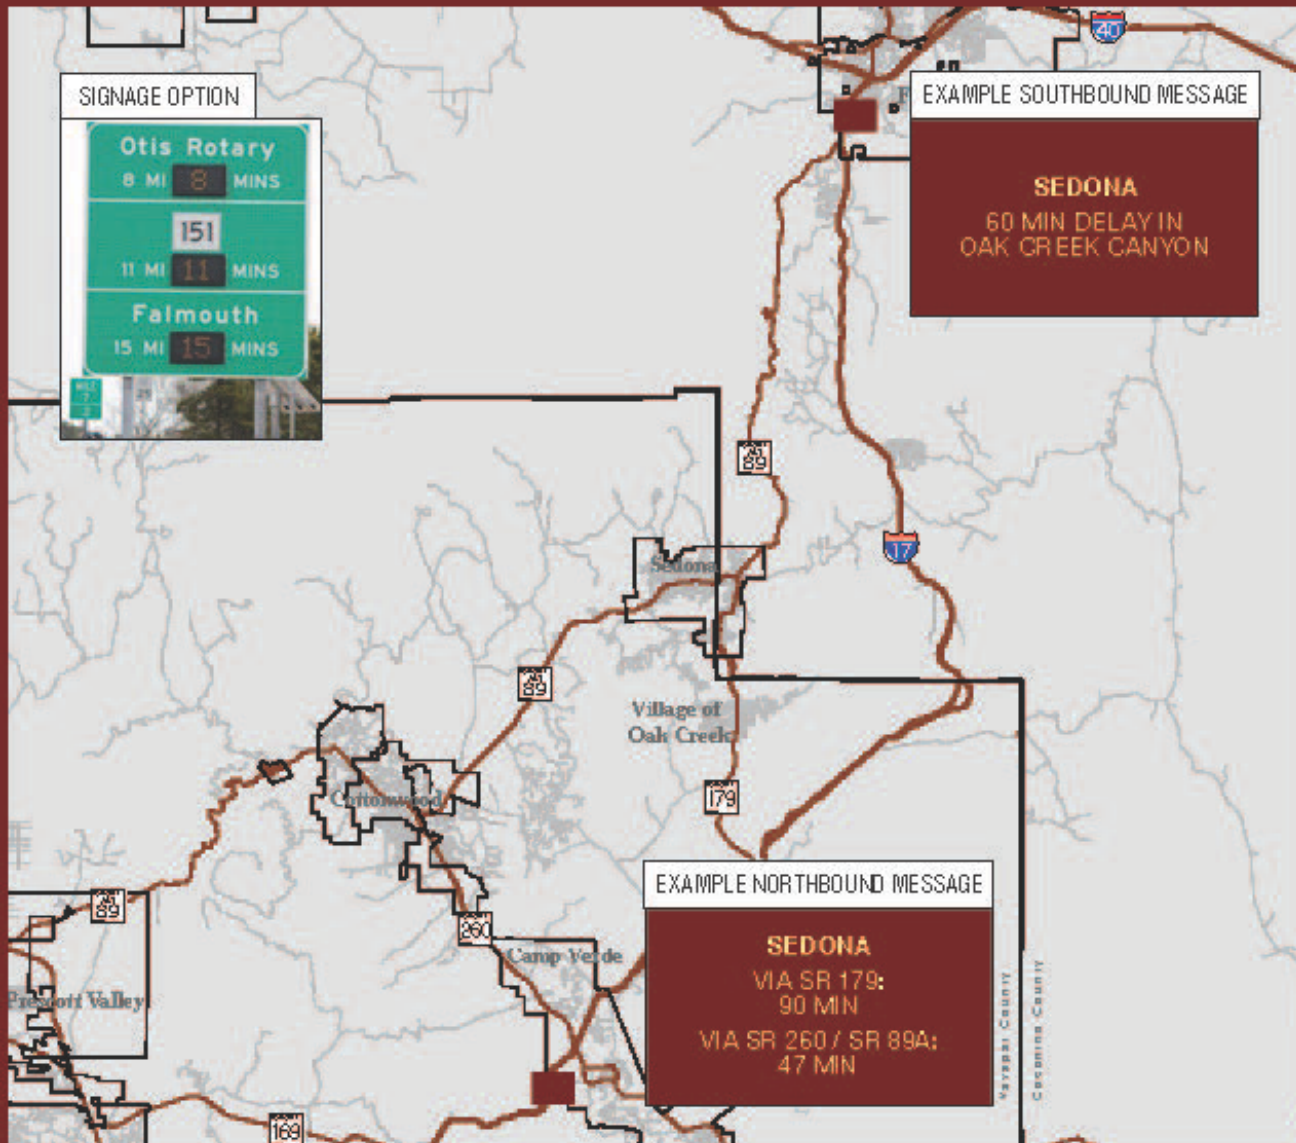 40
SIGNAGE OPTION
Otis Rotary
8 MI 8 MINS
151
11 MI 11 MINS
Falmouth
15 MI 15 MINS
EXAMPLE SOUTHBOUND MESSAGE
SEDONA
60 MIN DELAY IN
OAK CREEK CANYON
89
17
Sedona
89
Village of
Oak Creek
179
Cottonwood
89
260
Camp Verde
Prescott Valley
EXAMPLE NORTHBOUND MESSAGE
SEDONA
VIA SR 179:
90 MIN
VIA SR 260 / SR 89A:
47 MIN
Yavapai County
Coconino County
169